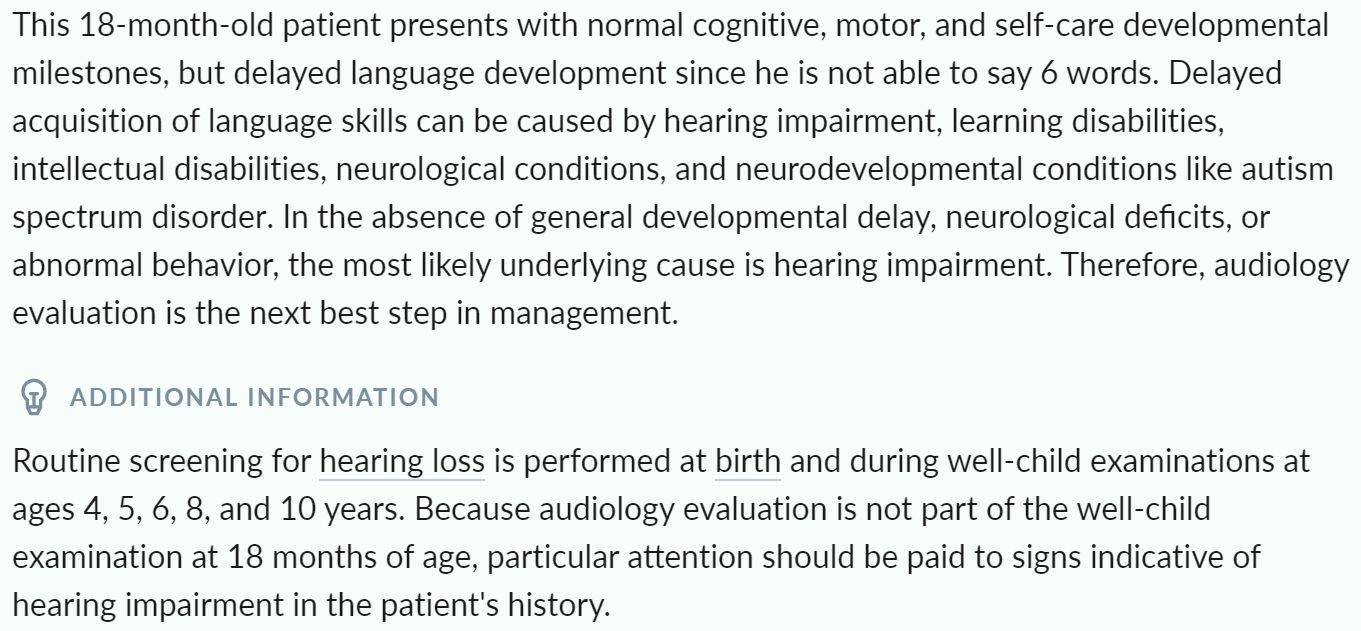 This 18-month-old patient presents with normal cognitive, motor, and self-care developmental
milestones, but delayed language development since he is not able to say 6 words. Delayed
acquisition of language skills can be caused by hearing impairment, learning disabilities,
intellectual disabilities, neurological conditions, and neurodevelopmental conditions like autism
spectrum disorder. In the absence of general developmental delay, neurological deficits, or
abnormal behavior, the most likely underlying cause is hearing impairment. Therefore, audiology
evaluation is the next best step in management.
ADDITIONAL INFORMATION
Routine screening for hearing loss is performed at birth and during well-child examinations at
ages 4, 5, 6, 8, and 10 years. Because audiology evaluation is not part of the well-child
examination at 18 months of age, particular attention should be paid to signs indicative of
hearing impairment in the patient's history.